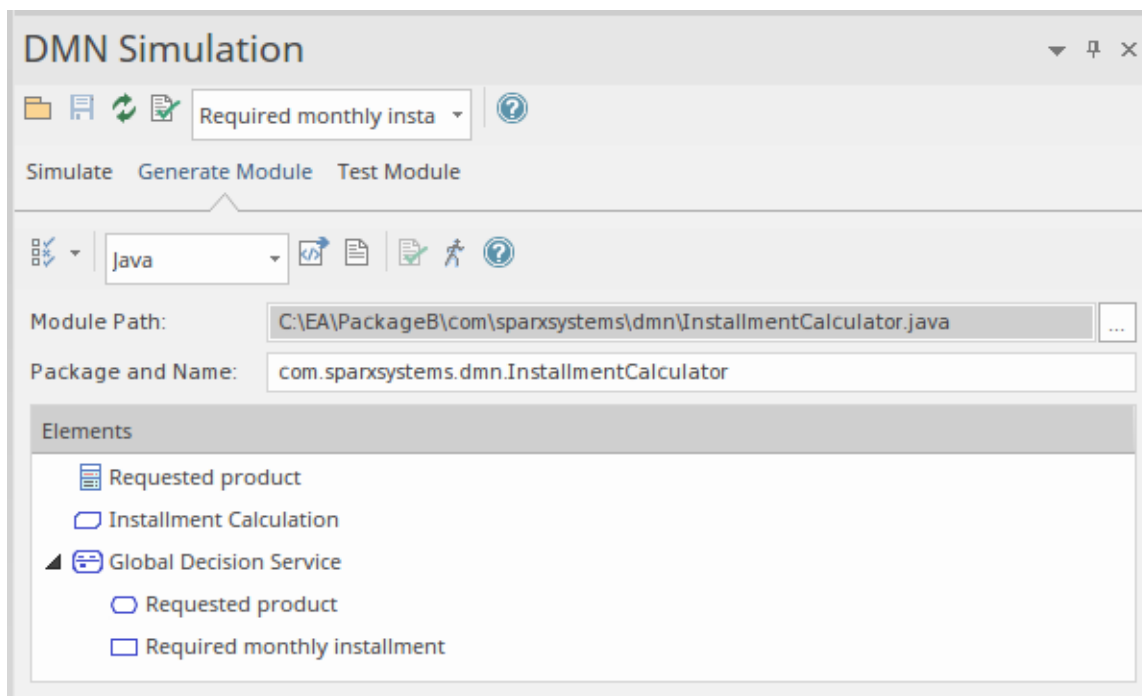 DMN Simulation
Required monthly insta
Simulate Generate Module Test Module
Java
Module Path: C:\EA\PackageB\com\sparxsystems\dmn\InstallmentCalculator.java ...
Package and Name: com.sparxsystems.dmn.InstallmentCalculator
Elements
Requested product
Installment Calculation
Global Decision Service
Requested product
Required monthly installment